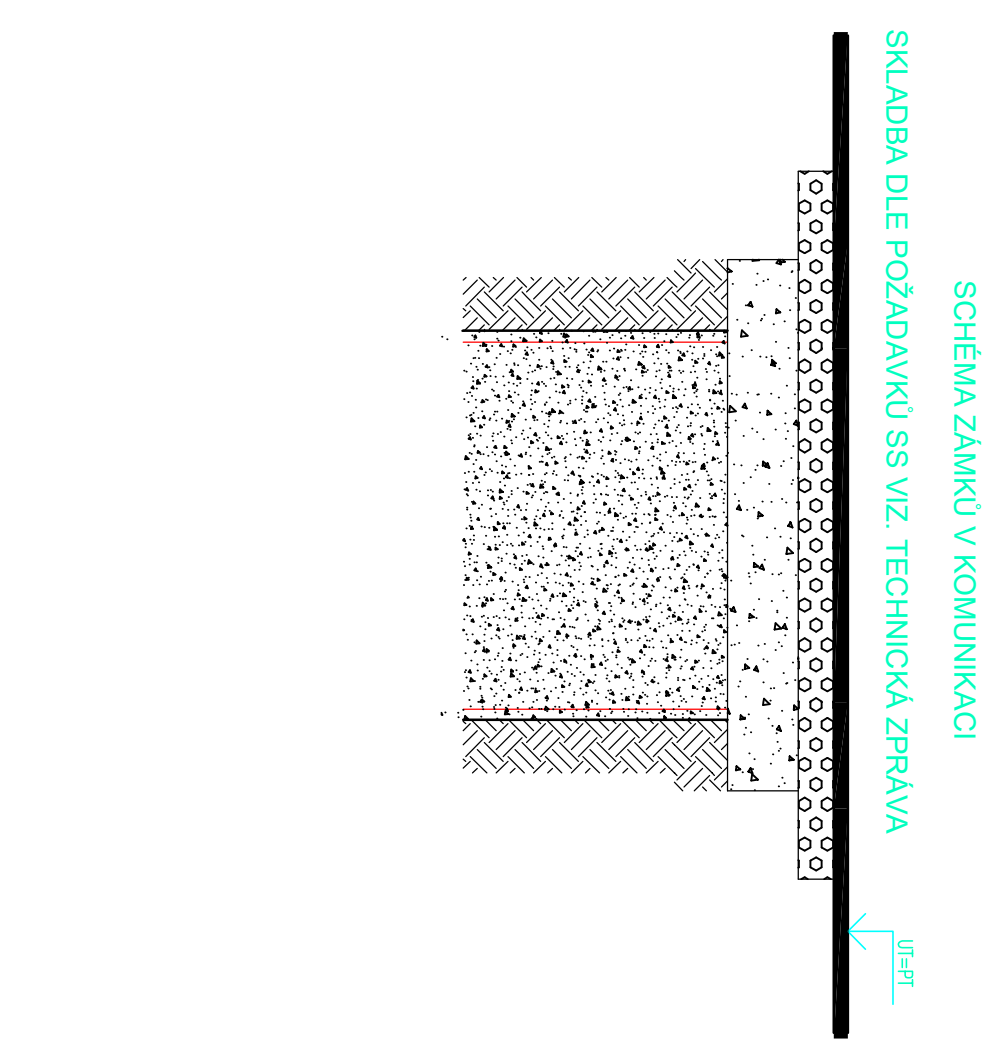 SCHÉMA ZÁMKŮ V KOMUNIKACI
SKLADBA DLE POŽADAVKŮ SS VIZ. TECHNICKÁ ZPRÁVA
UT=PT